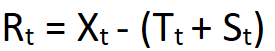 Rₜ = Xₜ - (Tₜ + Sₜ)